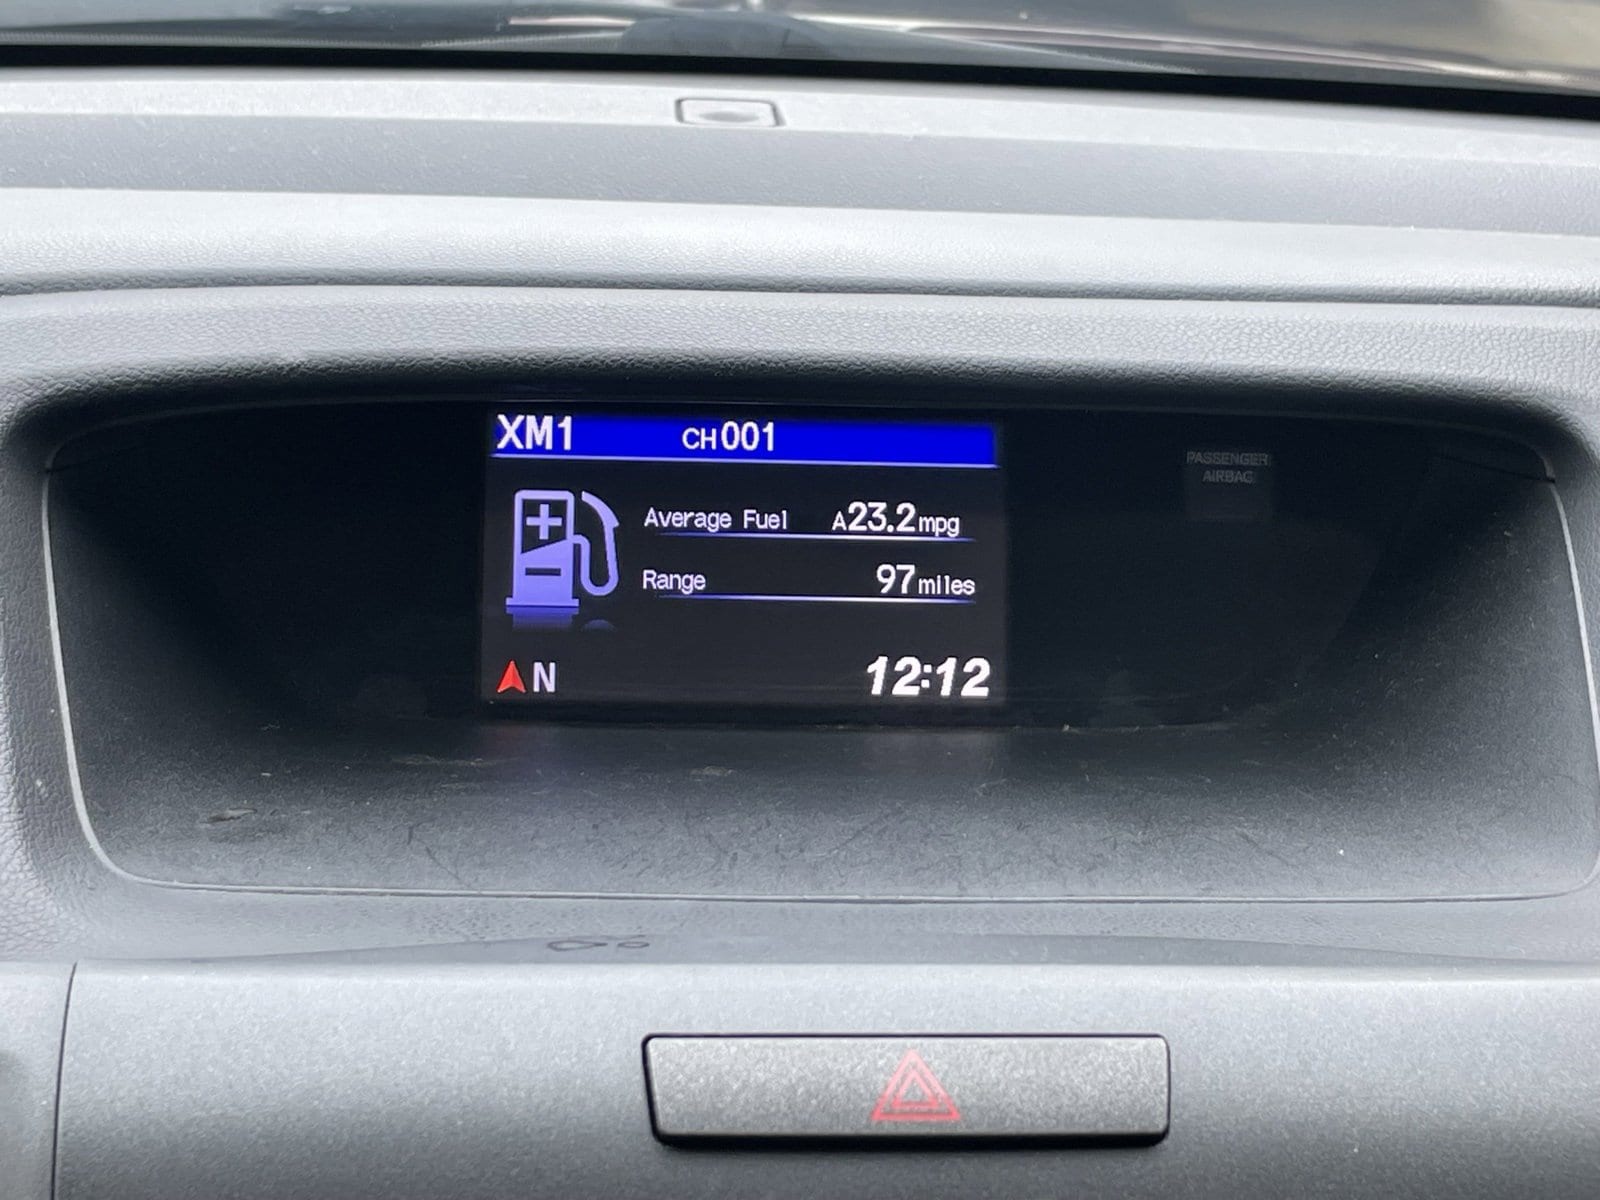 XM1 CH001
PASSENGER
AIRBAG
Average Fuel A23.2mpg
Range 97miles
N 12:12